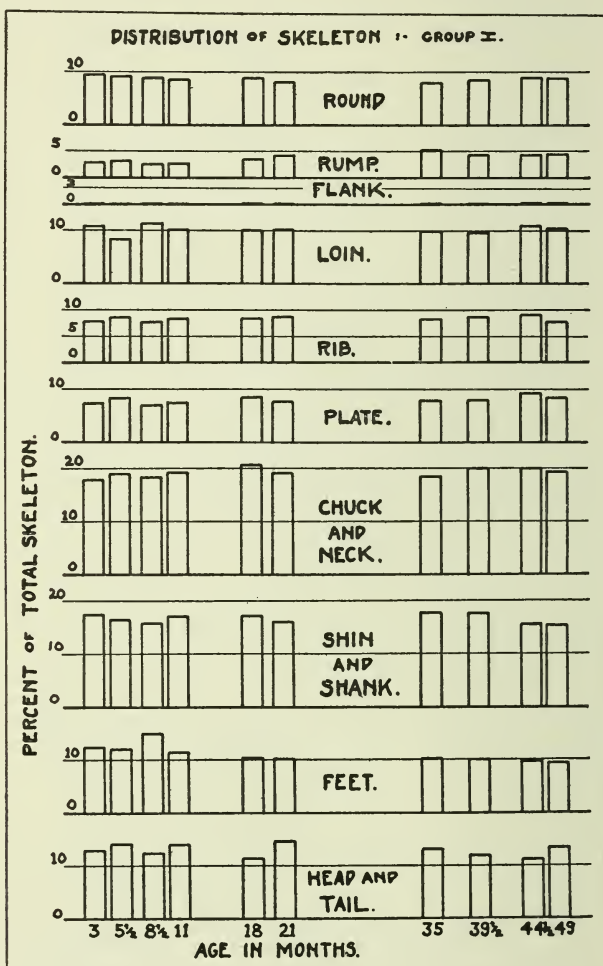 DISTRIBUTION OF SKELETON :- GROUP I.
PERCENT OF TOTAL SKELETON.
10
0
ROUND
5
0
RUMP.
3
0
FLANK.
10
0
LOIN.
10
5
0
RIB.
10
0
PLATE.
20
10
0
CHUCK
AND
NECK.
20
10
0
SHIN
AND
SHANK.
10
0
FEET.
10
0
HEAD AND
TAIL.
3 5½ 8½ 11 18 21 35 39½ 44½ 49
AGE IN MONTHS.